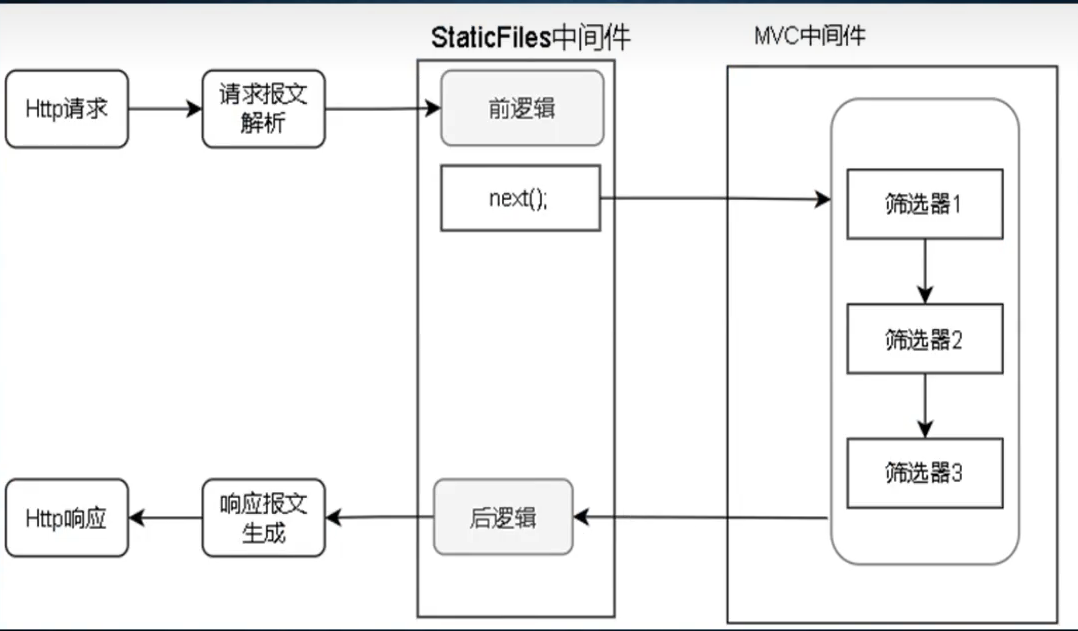 StaticFiles中间件
MVC中间件
Http请求
请求报文
解析
前逻辑
next();
筛选器1
筛选器2
筛选器3
Http响应
响应报文
生成
后逻辑